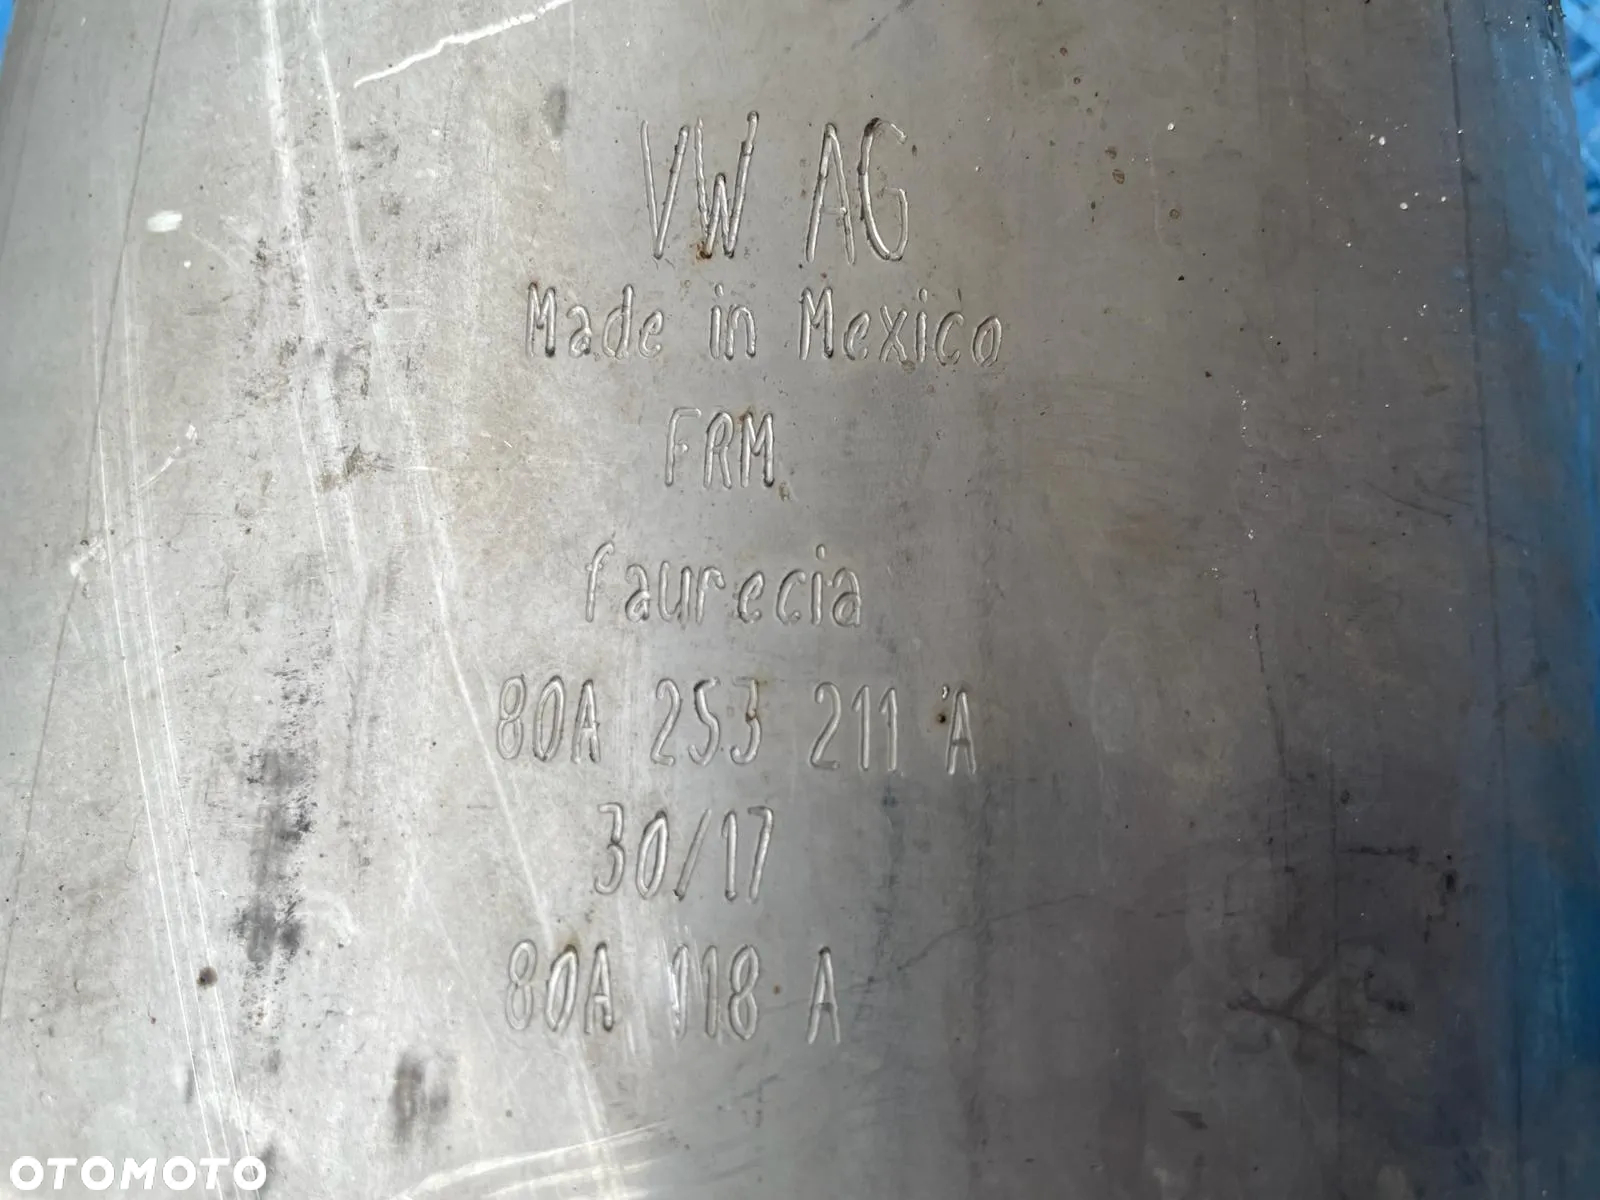 VW AG
Made in Mexico
FRM
faurecia
80A 253 211 A
30/17
80A 118 A
OTOMOTO